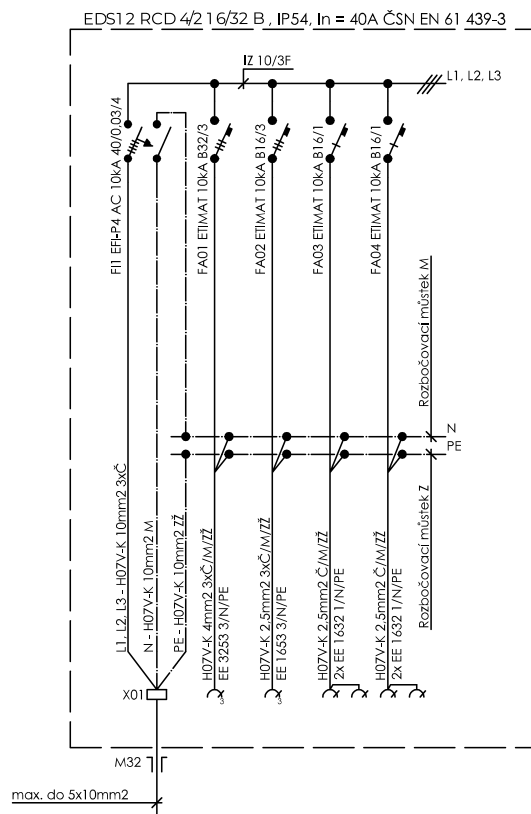 EDS12 RCD 4/2 16/32 B , IP54, In = 40A ČSN EN 61 439-3
IZ 10/3F
L1, L2, L3
FI1 EFI-P4 AC 10kA 40/0,03/4
FA01 ETIMAT 10kA B32/3
FA02 ETIMAT 10kA B16/3
FA03 ETIMAT 10kA B16/1
FA04 ETIMAT 10kA B16/1
Rozbočovací můstek M
N
PE
Rozbočovací můstek Z
L1, L2, L3 - H07V-K 10mm2 3xČ
N - H07V-K 10mm2 M
PE - H07V-K 10mm2 ZŽ
H07V-K 4mm2 3xČ/M/ZŽ
EE 3253 3/N/PE
H07V-K 2,5mm2 3xČ/M/ZŽ
EE 1653 3/N/PE
H07V-K 2,5mm2 Č/M/ZŽ
2x EE 1632 1/N/PE
H07V-K 2,5mm2 Č/M/ZŽ
2x EE 1632 1/N/PE
X01
3
3
M32
max. do 5x10mm2